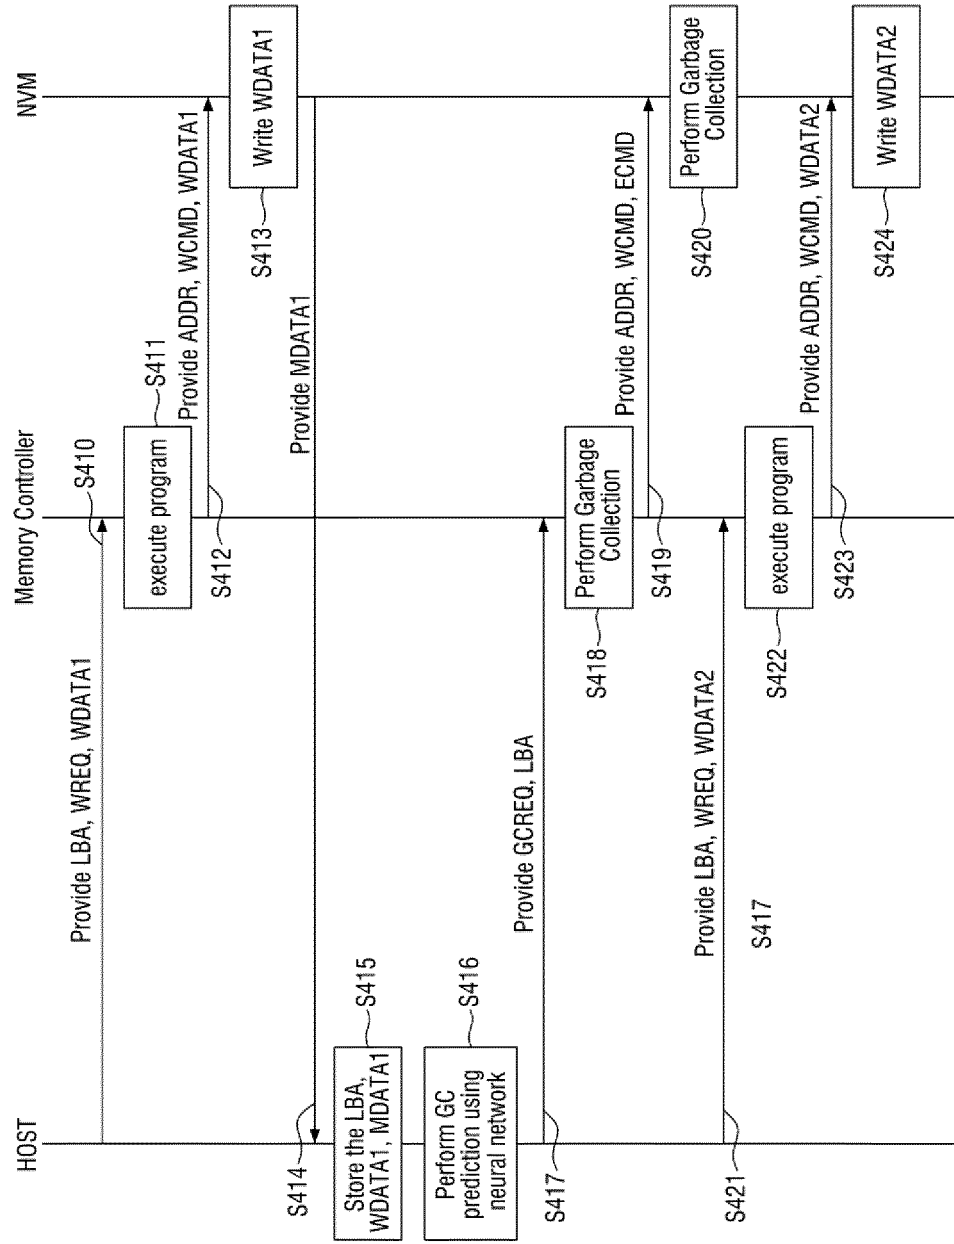 HOST
Memory Controller
NVM
Provide LBA, WREQ, WDATA1
S410
execute program
S411
Provide ADDR, WCMD, WDATA1
S412
Write WDATA1
S413
Provide MDATA1
S414
Store the LBA,
WDATA1, MDATA1
S415
Perform GC
prediction using
neural network
S416
Provide GCREQ, LBA
S417
Perform Garbage
Collection
S418
Provide ADDR, WCMD, ECMD
S419
Perform Garbage
Collection
S420
Provide LBA, WREQ, WDATA2
S421
S417
execute program
S422
Provide ADDR, WCMD, WDATA2
S423
Write WDATA2
S424